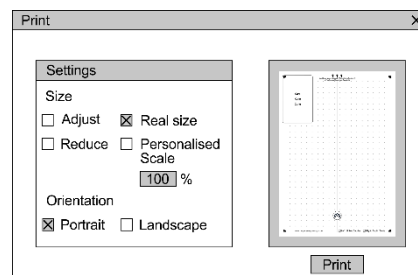 Print
Settings
Size
Adjust Real size
Reduce Personalised
Scale
100 %
Orientation
Portrait Landscape
Print